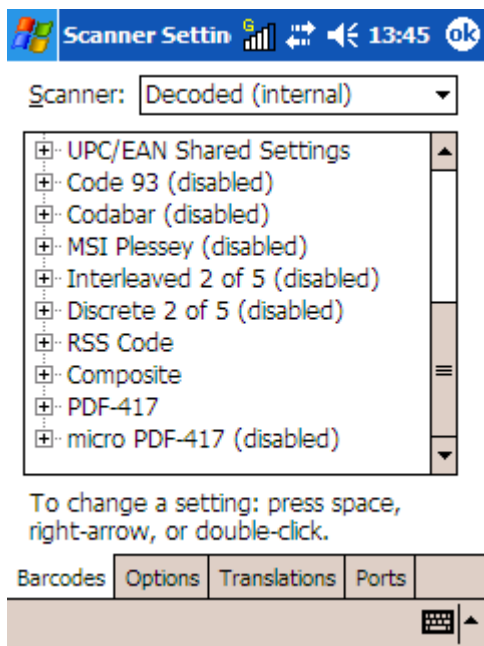 Scanner Settin G 13:45 ok
Scanner: Decoded (internal)
UPC/EAN Shared Settings
Code 93 (disabled)
Codabar (disabled)
MSI Plessey (disabled)
Interleaved 2 of 5 (disabled)
Discrete 2 of 5 (disabled)
RSS Code
Composite
PDF-417
micro PDF-417 (disabled)
To change a setting: press space,
right-arrow, or double-click.
Barcodes Options Translations Ports